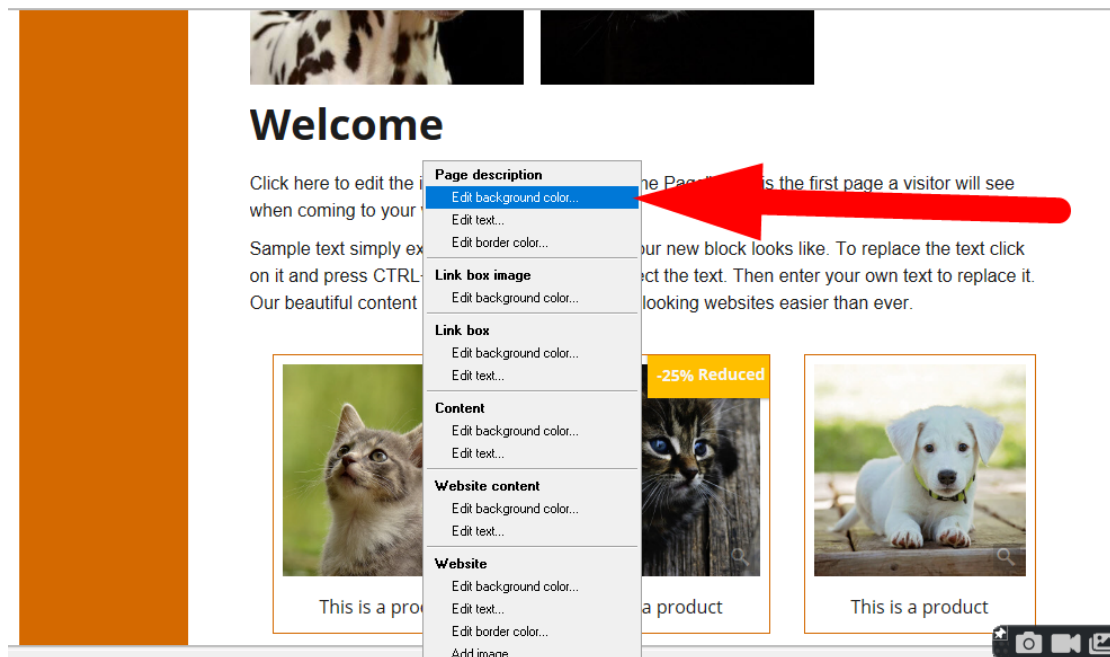 Welcome
Click here to edit the i
ne Page
is the first page a visitor will see
when coming to your
Sample text simply ex
our new block looks like. To replace the text click
on it and press CTRL-
ect the text. Then enter your own text to replace it.
Our beautiful content
looking websites easier than ever.
Page description
Edit background color...
Edit text...
Edit border color...
Link box image
Edit background color...
Link box
Edit background color...
Edit text...
Content
Edit background color...
Edit text...
Website content
Edit background color...
Edit text...
Website
Edit background color...
Edit text...
Edit border color...
Add image
-25% Reduced
This is a pro
a product
This is a product